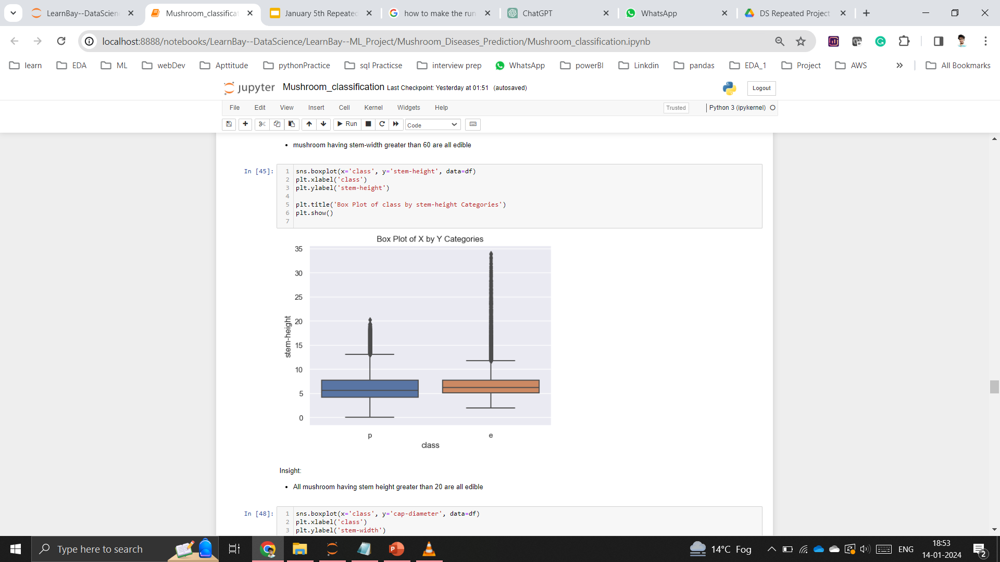 LearnBay--DataScien
Mushroom_classificat
January 5th Repeated
how to make the run
ChatGPT
WhatsApp
DS Repeated Project
localhost:8888/notebooks/LearnBay--DataScience/LearnBay--ML_Project/Mushroom_Diseases_Prediction/Mushroom_classification.ipynb
learn EDA ML webDev Apttitude pythonPractice sql Practicse interview prep WhatsApp powerBI Linkdin pandas EDA_1 Project AWS All Bookmarks
jupyter Mushroom_classification Last Checkpoint: Yesterday at 01:51 (autosaved) Logout
File Edit View Insert Cell Kernel Widgets Help Trusted Python 3 (ipykernel)
Run Code
• mushroom having stem-width greater than 60 are all edible
In [45]:
1 sns.boxplot(x='class', y='stem-height', data=df)
2 plt.xlabel('class')
3 plt.ylabel('stem-height')
4
5 plt.title('Box Plot of class by stem-height Categories')
6 plt.show()
7
Box Plot of X by Y Categories
35
30
25
20
15
10
5
0
stem-height
p e
class
Insight:
• All mushroom having stem height greater than 20 are all edible
In [48]:
1 sns.boxplot(x='class', y='cap-diameter', data=df)
2 plt.xlabel('class')
3 plt.ylabel('stem-width')
Type here to search
14°C Fog
ENG
18:53
14-01-2024
2